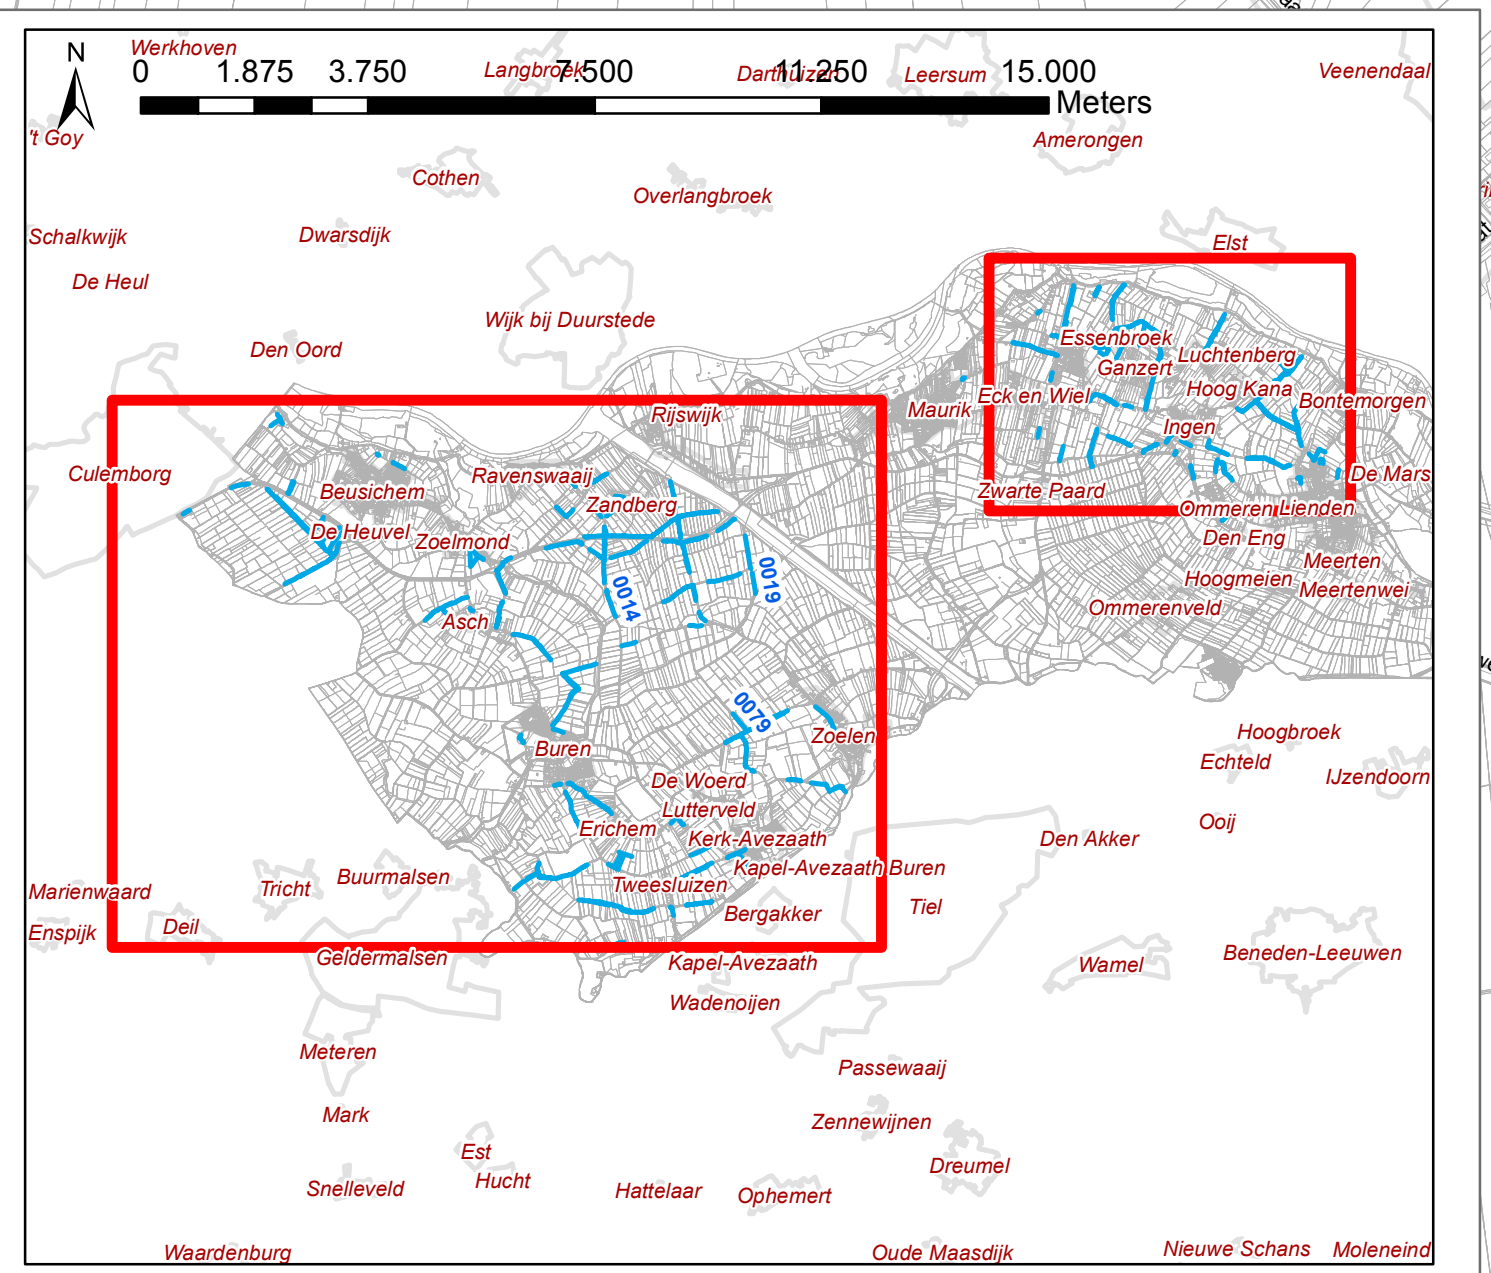 Werkhoven
N
0 1.875 3.750 7.500 11.250 15.000
Meters
Langbroek
Darthuizen
Leersum
Veenendaal
't Goy
Amerongen
Cothen
Overlangbroek
Schalkwijk
Dwarsdijk
Elst
De Heul
Wijk bij Duurstede
Den Oord
Essenbroek
Luchtenberg
Ganzert
Hoog Kana
Eck en Wiel
Bontemorgen
Maurik
Rijswijk
Ingen
Culemborg
Ravenswaaij
De Mars
Beusichem
Zwarte Paard
Zandberg
Ommeren
Lienden
De Heuvel
Zoelmond
Den Eng
Meerten
0019
0014
Hoogmeien
Meertenwei
Ommerenveld
Asch
0079
Zoelen
Hoogbroek
Buren
Echteld
IJzendoorn
De Woerd
Lutterveld
Ooij
Erichem
Kerk-Avezaath
Den Akker
Kapel-Avezaath Buren
Buurmalsen
Tricht
Marienwaard
Tweesluizen
Tiel
Bergakker
Deil
Enspijk
Geldermalsen
Kapel-Avezaath
Wamel
Beneden-Leeuwen
Wadenoijen
Meteren
Passewaaij
Mark
Zennewijnen
Est
Dreumel
Hucht
Snelleveld
Hattelaar
Ophemert
Waardenburg
Oude Maasdijk
Nieuwe Schans
Moleneind